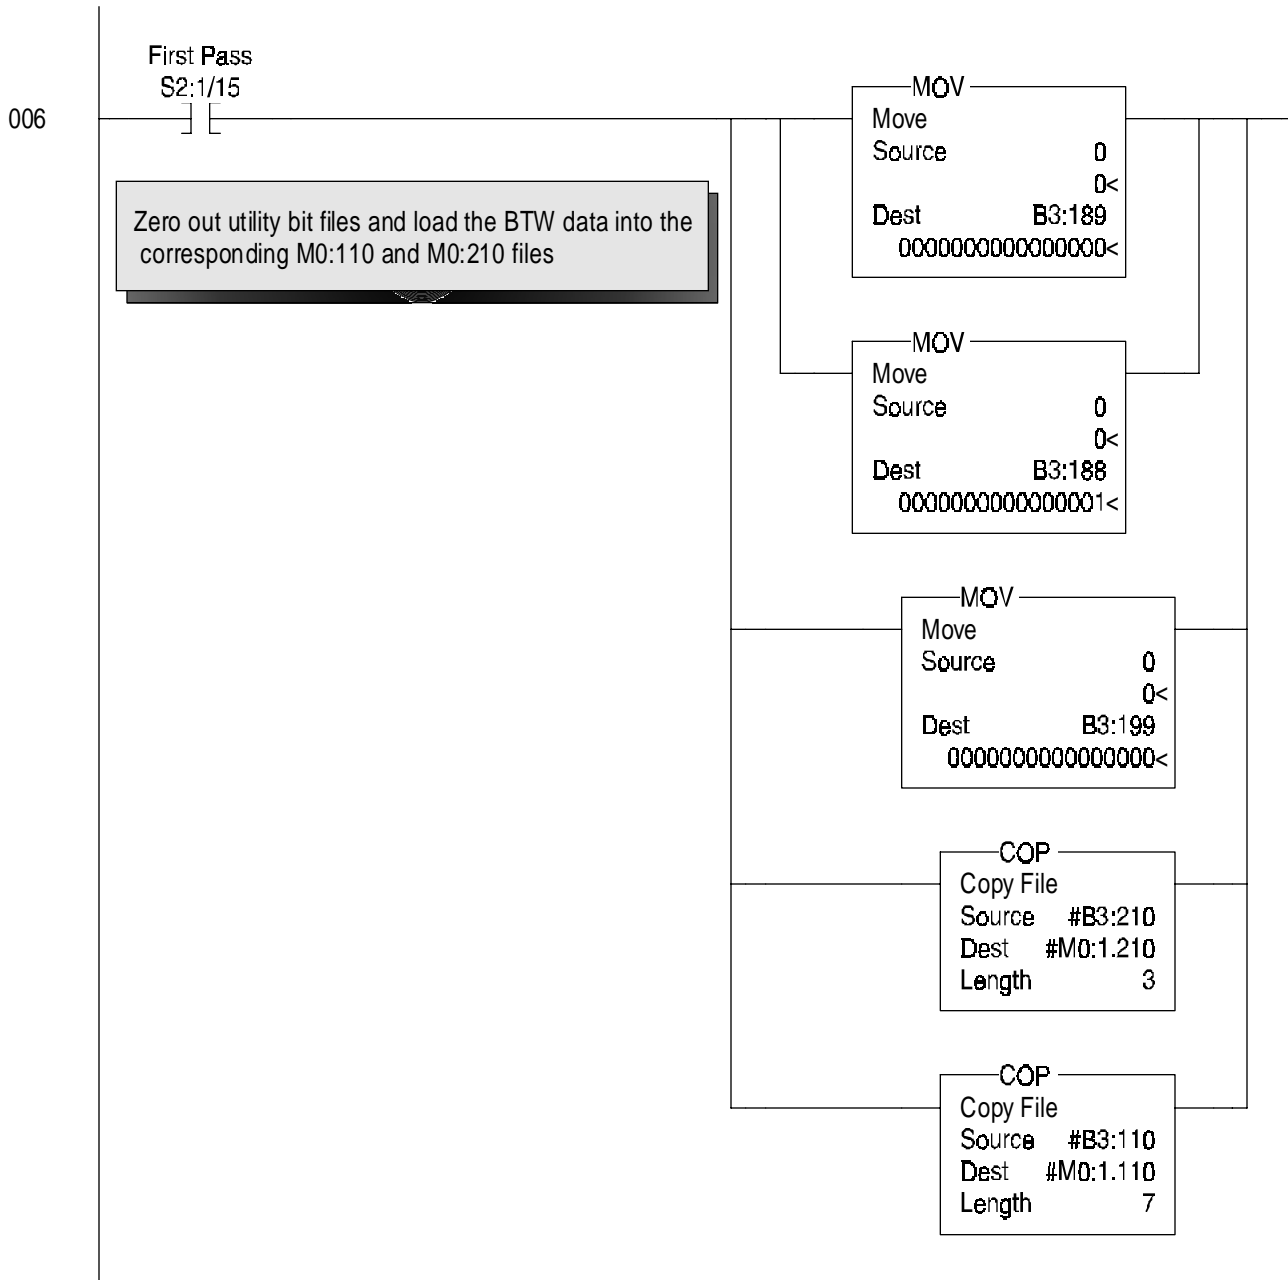 First Pass
S2:1/15
006
Zero out utility bit files and load the BTW data into the
corresponding M0:110 and M0:210 files
MOV
Move
Source 0
0<
Dest B3:189
0000000000000000<
MOV
Move
Source 0
0<
Dest B3:188
0000000000000001<
MOV
Move
Source 0
0<
Dest B3:199
0000000000000000<
COP
Copy File
Source #B3:210
Dest #M0:1.210
Length 3
COP
Copy File
Source #B3:110
Dest #M0:1.110
Length 7